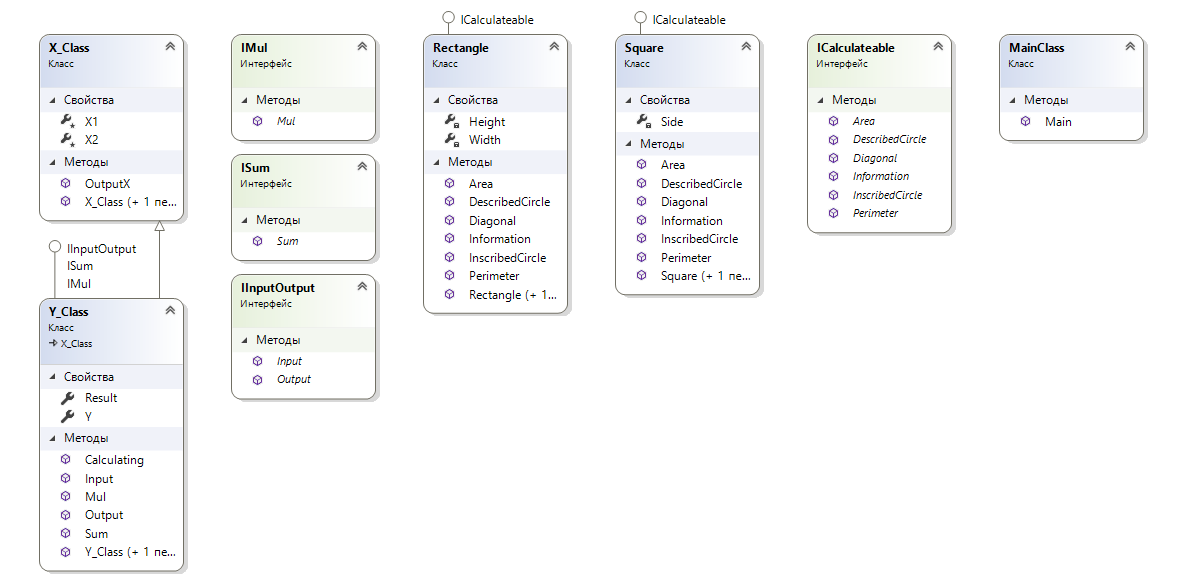 X_Class
Класс
Свойства
X1
X2
Методы
OutputX
X_Class (+ 1 пе...
IInputOutput
ISum
IMul
Y_Class
Класс
X_Class
Свойства
Result
Y
Методы
Calculating
Input
Mul
Output
Sum
Y_Class (+ 1 пе...
IMul
Интерфейс
Методы
Mul
ISum
Интерфейс
Методы
Sum
IInputOutput
Интерфейс
Методы
Input
Output
ICalculateable
Rectangle
Класс
Свойства
Height
Width
Методы
Area
DescribedCircle
Diagonal
Information
InscribedCircle
Perimeter
Rectangle (+ 1...
ICalculateable
Square
Класс
Свойства
Side
Методы
Area
DescribedCircle
Diagonal
Information
InscribedCircle
Perimeter
Square (+ 1 пе...
ICalculateable
Интерфейс
Методы
Area
DescribedCircle
Diagonal
Information
InscribedCircle
Perimeter
MainClass
Класс
Методы
Main